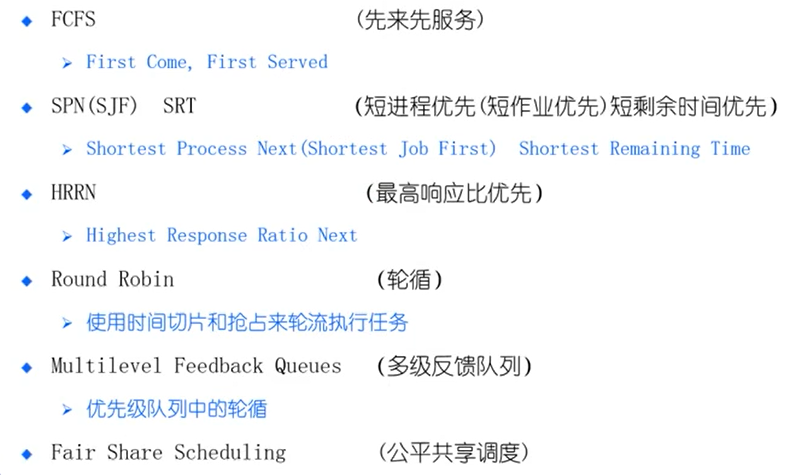 FCFS (先来先服务)
First Come, First Served
SPN(SJF) SRT (短进程优先(短作业优先)短剩余时间优先)
Shortest Process Next(Shortest Job First) Shortest Remaining Time
HRRN (最高响应比优先)
Highest Response Ratio Next
Round Robin (轮循)
使用时间切片和抢占来轮流执行任务
Multilevel Feedback Queues (多级反馈队列)
优先级队列中的轮循
Fair Share Scheduling (公平共享调度)